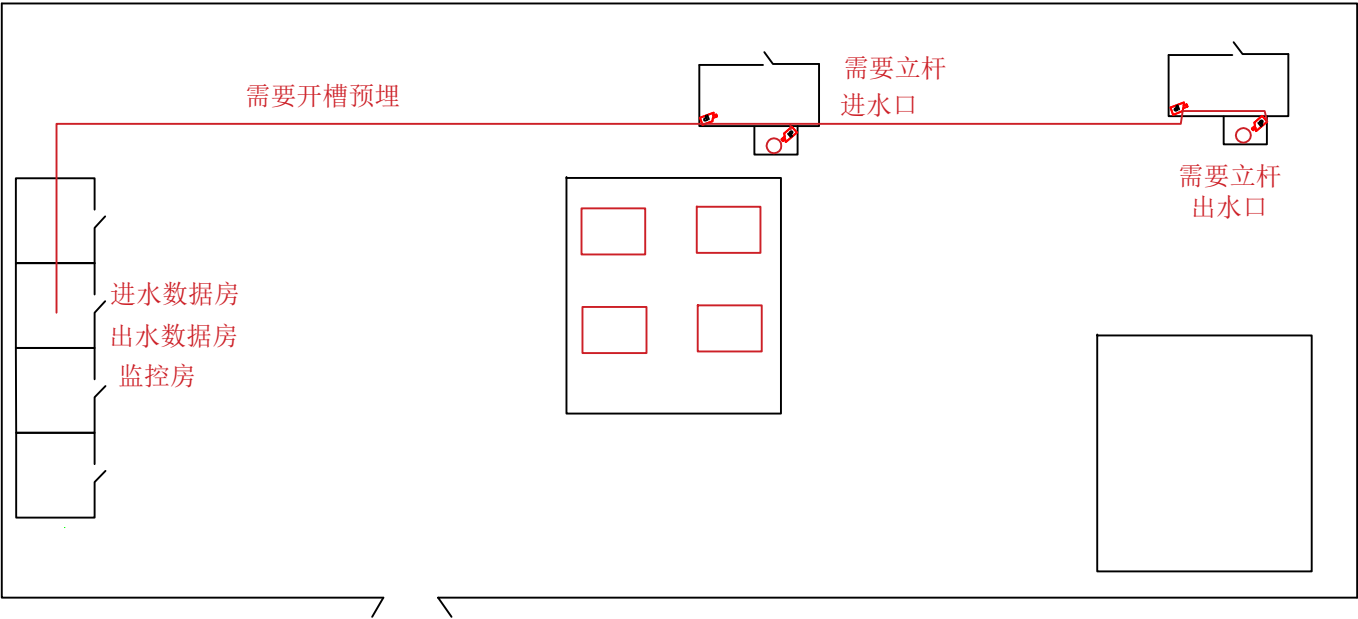 需要开槽预埋
需要立杆
进水口
需要立杆
出水口
进水数据房
出水数据房
监控房